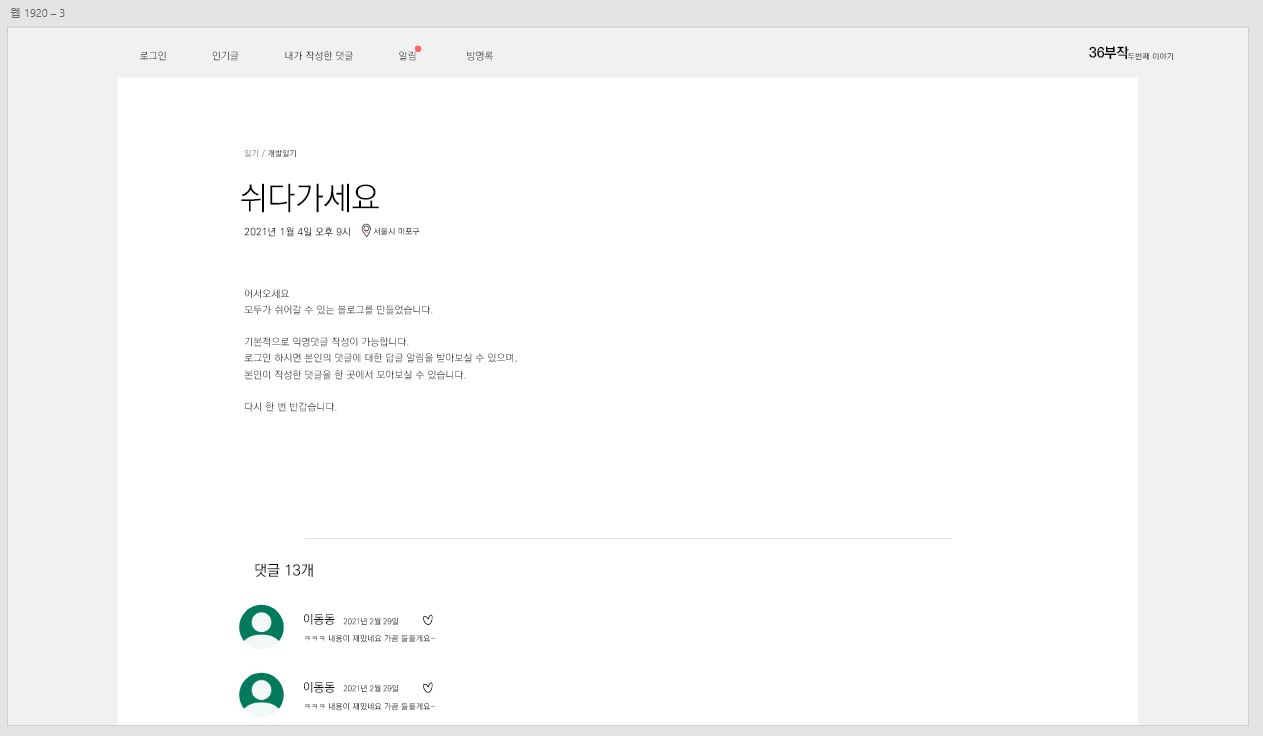 웹 1920 – 3
로그인 인기글 내가 작성한 댓글 알림 방명록 36부작 두번째 이야기
일기 / 개발일기
쉬다가세요
2021년 1월 4일 오후 9시 서울시 마포구
어서오세요
모두가 쉬어갈 수 있는 블로그를 만들었습니다.
기본적으로 익명댓글 작성이 가능합니다.
로그인 하시면 본인의 댓글에 대한 답글 알림을 받아보실 수 있으며,
본인이 작성한 댓글을 한 곳에서 모아보실 수 있습니다.
다시 한 번 반갑습니다.
댓글 13개
이동동 2021년 2월 29일
ㅋㅋㅋ 내용이 재밌네요 가끔 들를게요~
이동동 2021년 2월 29일
ㅋㅋㅋ 내용이 재밌네요 가끔 들를게요~